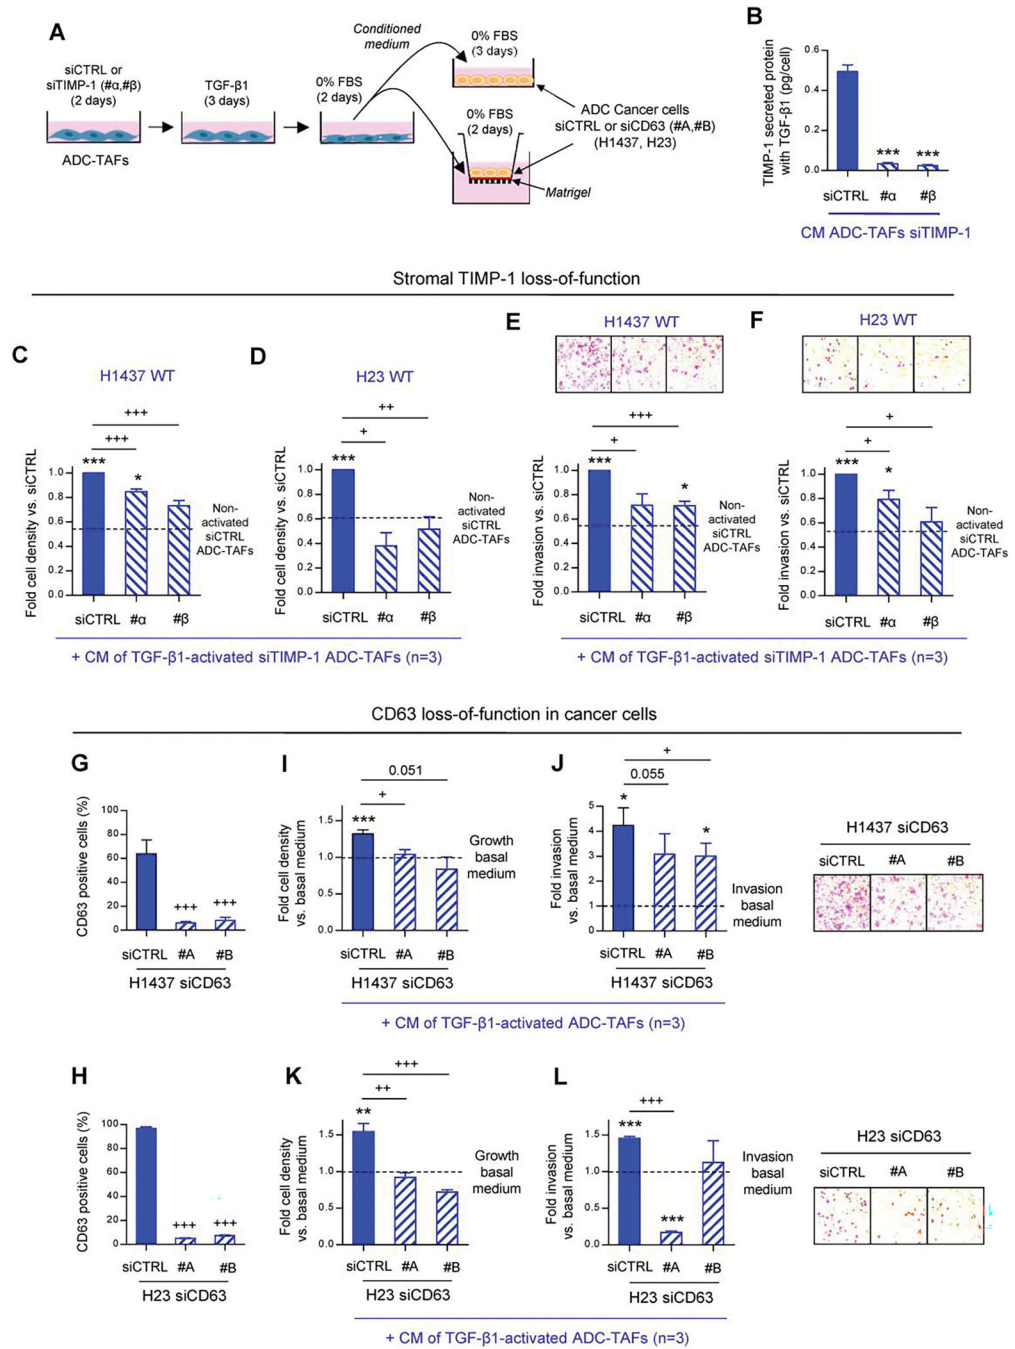 A
siCTRL or
siTIMP-1 (#α,#β)
(2 days)
ADC-TAFs
TGF-β1
(3 days)
0% FBS
(2 days)
Conditioned
medium
0% FBS
(3 days)
0% FBS
(2 days)
ADC Cancer cells
siCTRL or siCD63 (#A,#B)
(H1437, H23)
Matrigel
B
TIMP-1 secreted protein
with TGF-β1 (pg/cell)
0.6
0.4
0.2
0.0
*** ***
siCTRL #α #β
CM ADC-TAFs siTIMP-1
Stromal TIMP-1 loss-of-function
C
H1437 WT
+++
+++
***
*
Fold cell density vs. siCTRL
1.0
0.8
0.6
0.4
0.2
0.0
Non-
activated
siCTRL
ADC-TAFs
siCTRL #α #β
D
H23 WT
++
+
***
Fold cell density vs. siCTRL
1.0
0.8
0.6
0.4
0.2
0.0
Non-
activated
siCTRL
ADC-TAFs
siCTRL #α #β
+ CM of TGF-β1-activated siTIMP-1 ADC-TAFs (n=3)
E
H1437 WT
+++
+
***
*
Fold invasion vs. siCTRL
1.0
0.8
0.6
0.4
0.2
0.0
Non-
activated
siCTRL
ADC-TAFs
siCTRL #α #β
F
H23 WT
+
+
***
*
Fold invasion vs. siCTRL
1.0
0.8
0.6
0.4
0.2
0.0
Non-
activated
siCTRL
ADC-TAFs
siCTRL #α #β
+ CM of TGF-β1-activated siTIMP-1 ADC-TAFs (n=3)
CD63 loss-of-function in cancer cells
G
CD63 positive cells (%)
100
80
60
40
20
0
+++ +++
siCTRL #A #B
H1437 siCD63
I
0.051
+
***
Fold cell density
vs. basal medium
1.5
1.0
0.5
0.0
Growth
basal
medium
siCTRL #A #B
H1437 siCD63
J
+
0.055
*
*
Fold invasion
vs. basal medium
5
4
3
2
1
0
Invasion
basal
medium
siCTRL #A #B
H1437 siCD63
H1437 siCD63
siCTRL #A #B
+ CM of TGF-β1-activated ADC-TAFs (n=3)
H
CD63 positive cells (%)
100
80
60
40
20
0
+++ +++
siCTRL #A #B
H23 siCD63
K
+++
++
**
Fold cell density
vs. basal medium
1.5
1.0
0.5
0.0
Growth
basal
medium
siCTRL #A #B
H23 siCD63
L
+++
***
***
Fold invasion
vs. basal medium
1.5
1.0
0.5
0.0
Invasion
basal
medium
siCTRL #A #B
H23 siCD63
H23 siCD63
siCTRL #A #B
+ CM of TGF-β1-activated ADC-TAFs (n=3)